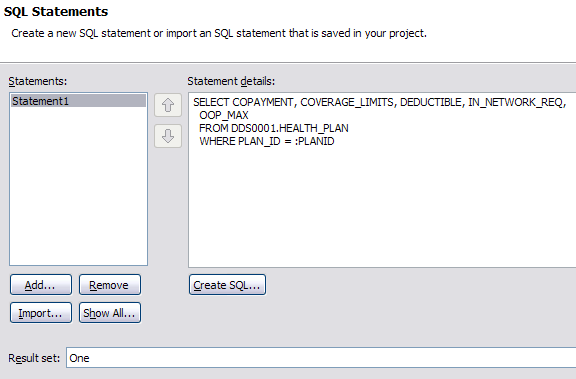 SQL Statements
Create a new SQL statement or import an SQL statement that is saved in your project.
Statements:
Statement details:
Statement1
SELECT COPAYMENT, COVERAGE_LIMITS, DEDUCTIBLE, IN_NETWORK_REQ,
OOP_MAX
FROM DDS0001.HEALTH_PLAN
WHERE PLAN_ID = :PLANID
Add...
Remove
Create SQL...
Import...
Show All...
Result set:
One